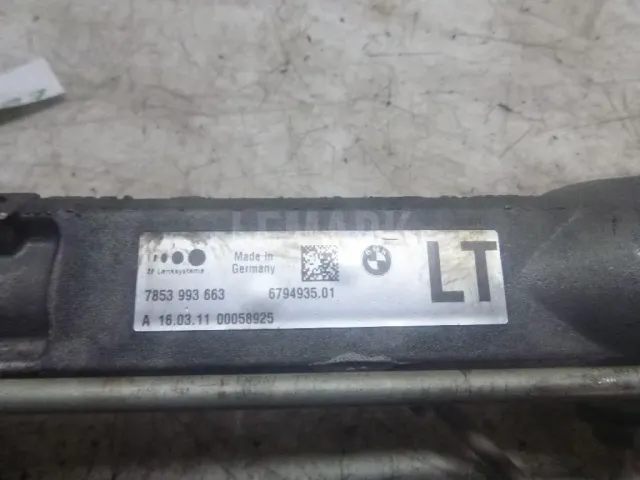 LEMARK
ZF Lenksysteme
Made in
Germany
LT
7853 993 663
6794935.01
A 16.03.11 00058925